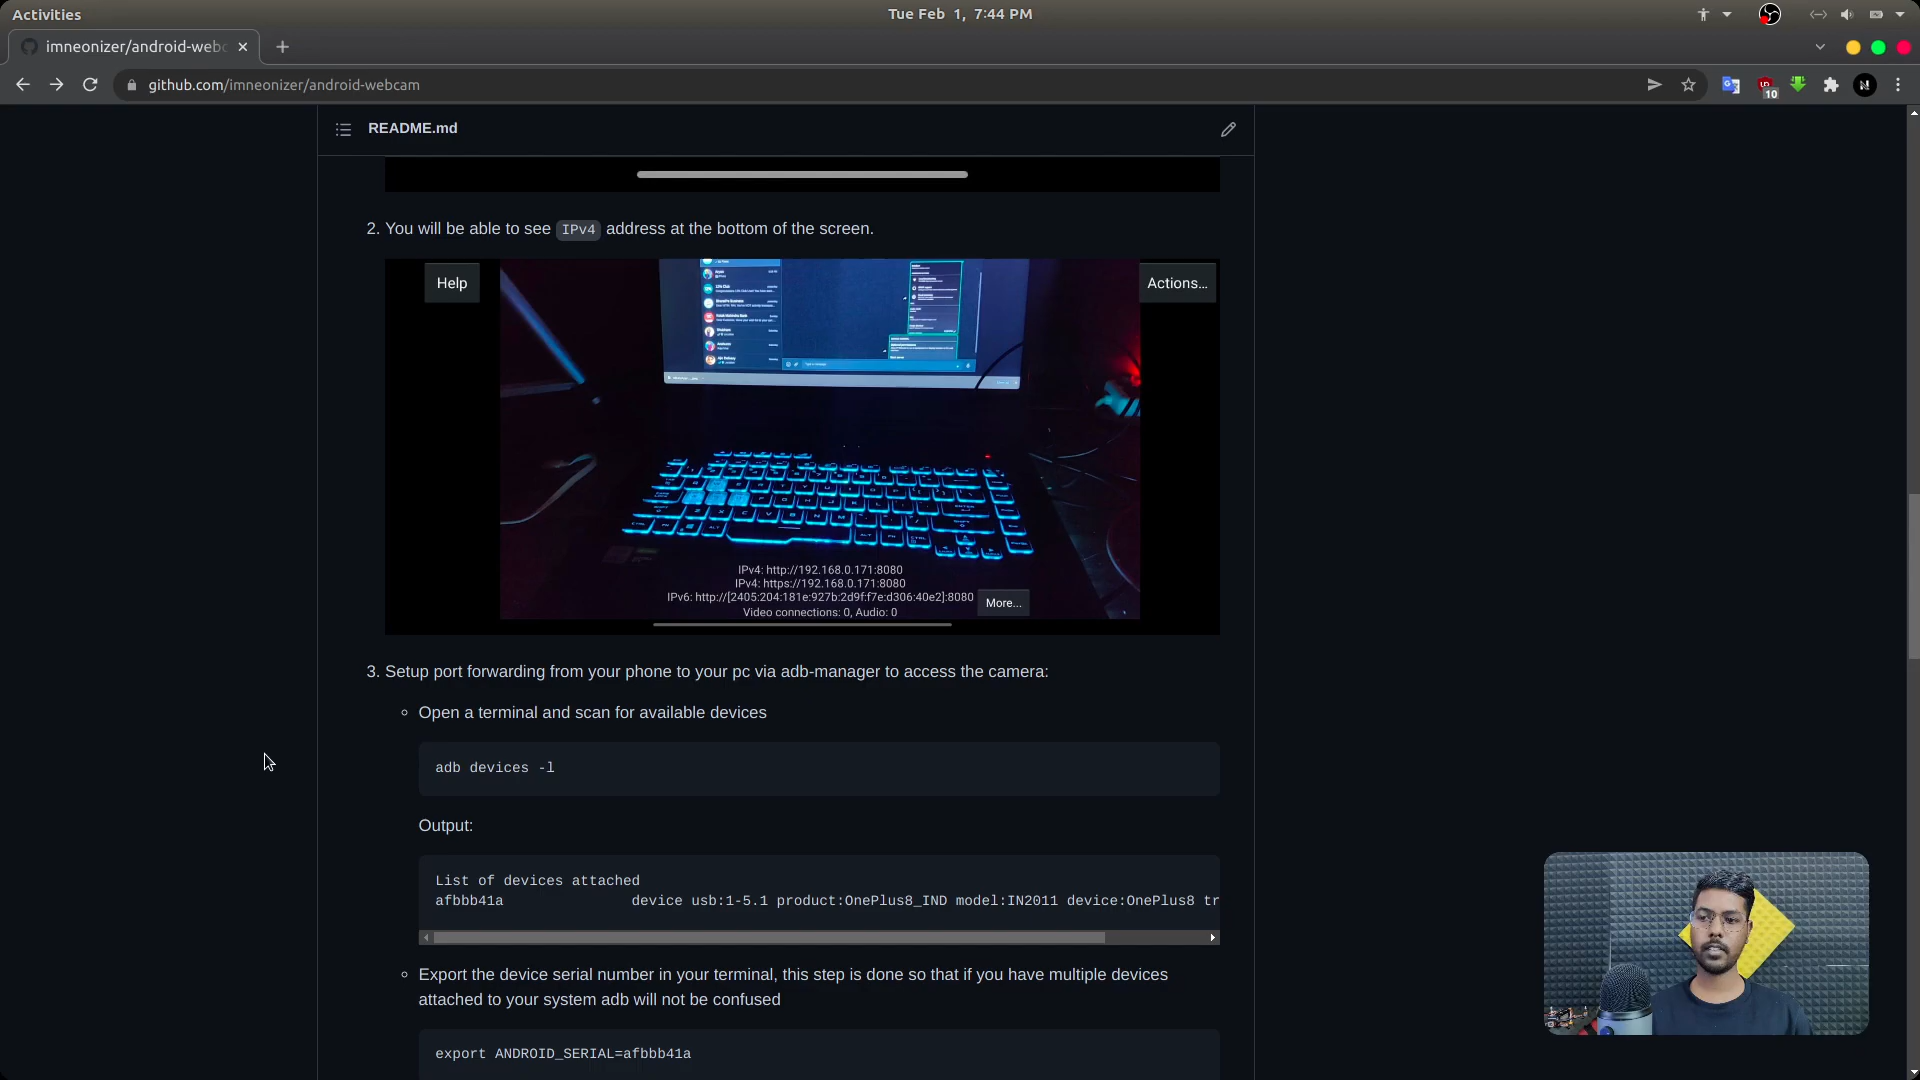 Activities
Tue Feb 1, 7:44 PM
imneonizer/android-webc
github.com/imneonizer/android-webcam
10
N
README.md
2. You will be able to see IPv4 address at the bottom of the screen.
Help
Actions...
IPv4: http://192.168.0.171:8080
IPv4: https://192.168.0.171:8080
IPv6: http://[2405:204:181e:927b:2d9f:f7e:d306:40e2]:8080
More...
Video connections: 0, Audio: 0
3. Setup port forwarding from your phone to your pc via adb-manager to access the camera:
Open a terminal and scan for available devices
adb devices -l
Output:
List of devices attached
afbbb41a device usb:1-5.1 product:OnePlus8_IND model:IN2011 device:OnePlus8 tr
Export the device serial number in your terminal, this step is done so that if you have multiple devices
attached to your system adb will not be confused
export ANDROID_SERIAL=afbbb41a